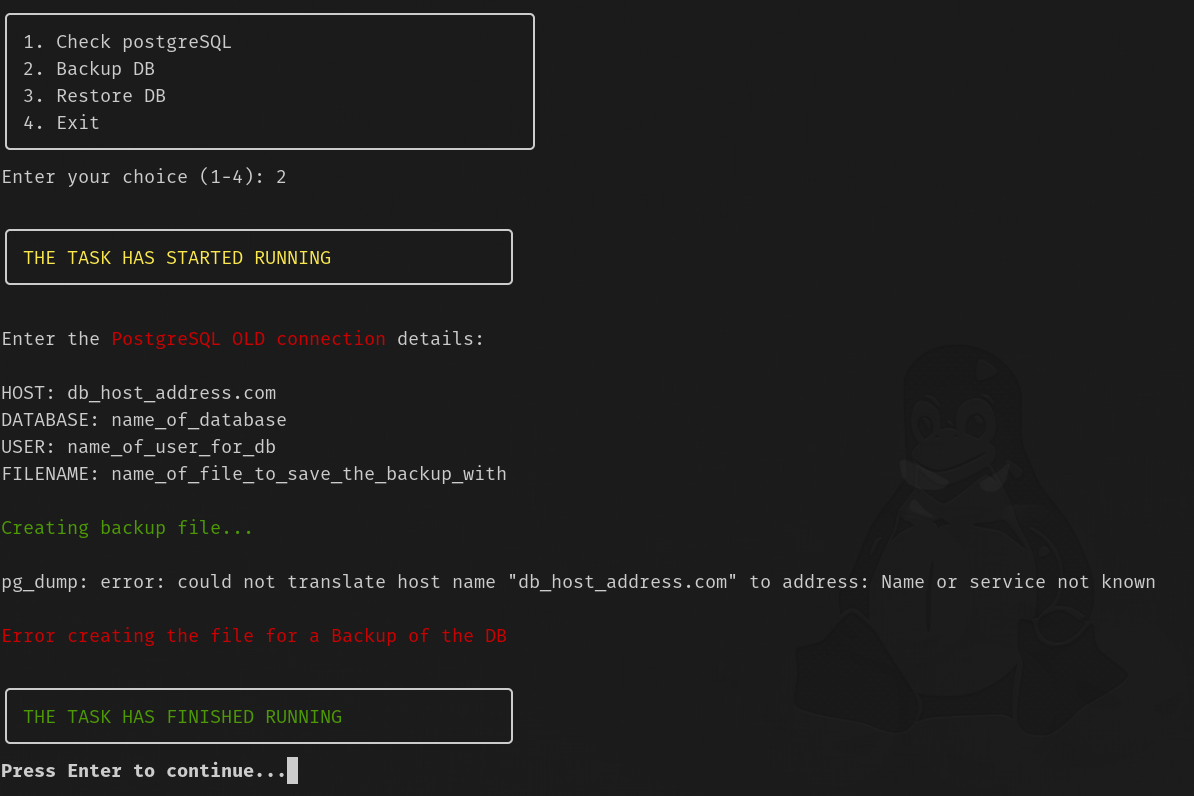 1. Check postgreSQL
2. Backup DB
3. Restore DB
4. Exit
Enter your choice (1-4): 2
THE TASK HAS STARTED RUNNING
Enter the PostgreSQL OLD connection details:
HOST: db_host_address.com
DATABASE: name_of_database
USER: name_of_user_for_db
FILENAME: name_of_file_to_save_the_backup_with
Creating backup file...
pg_dump: error: could not translate host name "db_host_address.com" to address: Name or service not known
Error creating the file for a Backup of the DB
THE TASK HAS FINISHED RUNNING
Press Enter to continue...